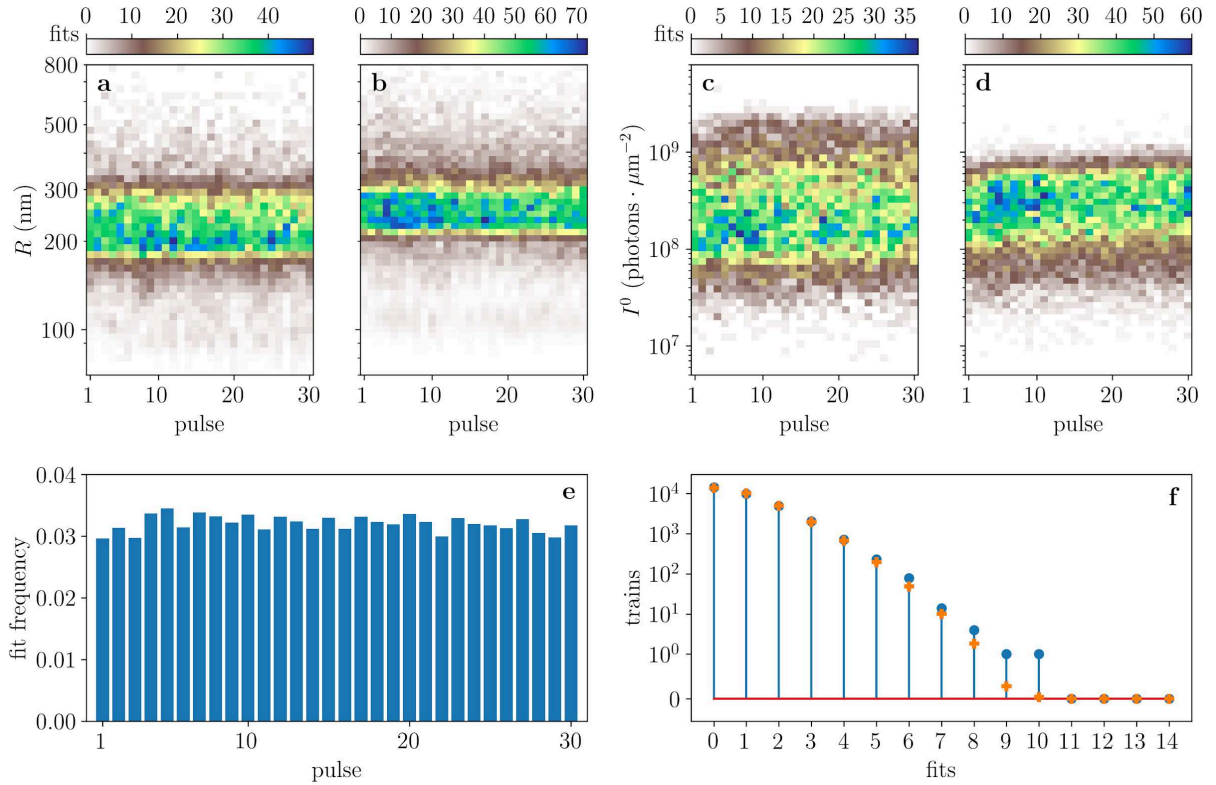 0 10 20 30 40
0 10 20 30 40 50 60 70
0 5 10 15 20 25 30 35
0 10 20 30 40 50 60
fits
fits
a
b
c
d
800
500
300
200
100
R (nm)
10⁹
10⁸
10⁷
I⁰ (photons · μm⁻²)
1 10 20 30
1 10 20 30
1 10 20 30
1 10 20 30
pulse
pulse
pulse
pulse
e
0.04
0.03
0.02
0.01
0.00
fit frequency
1 10 20 30
pulse
f
10⁴
10³
10²
10¹
10⁰
0
trains
0 1 2 3 4 5 6 7 8 9 10 11 12 13 14
fits